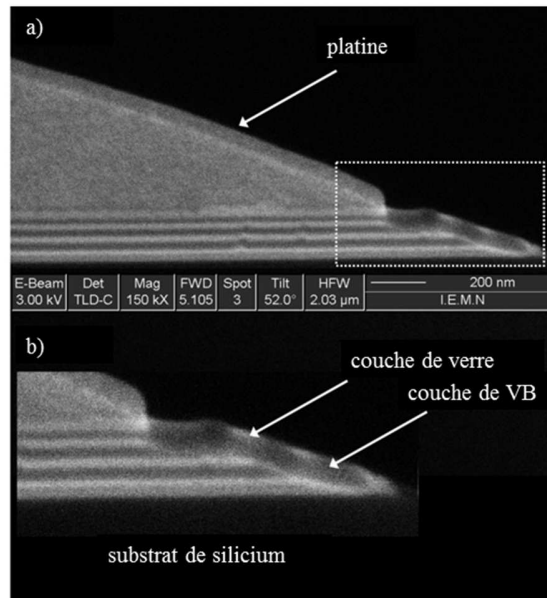 a)
platine
E-Beam Det Mag FWD Spot Tilt HFW 200 nm
3.00 kV TLD-C 150 kX 5.105 3 52.0° 2.03 µm I.E.M.N
b)
couche de verre
couche de VB
substrat de silicium